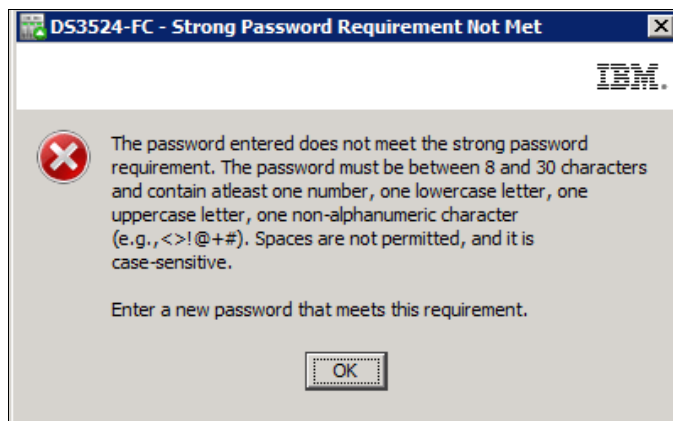 DS3524-FC - Strong Password Requirement Not Met
IBM.
The password entered does not meet the strong password
requirement. The password must be between 8 and 30 characters
and contain atleast one number, one lowercase letter, one
uppercase letter, one non-alphanumeric character
(e.g.,<>!@+#). Spaces are not permitted, and it is
case-sensitive.
Enter a new password that meets this requirement.
OK